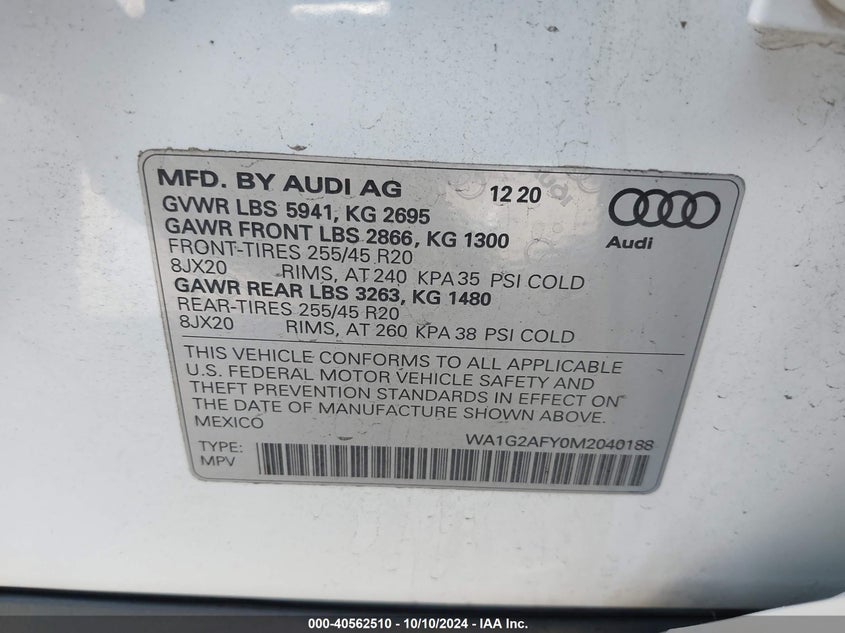 MFD. BY AUDI AG 12 20
GVWR LBS 5941, KG 2695
GAWR FRONT LBS 2866, KG 1300
FRONT-TIRES 255/45 R20
8JX20 RIMS, AT 240 KPA 35 PSI COLD
GAWR REAR LBS 3263, KG 1480
REAR-TIRES 255/45 R20
8JX20 RIMS, AT 260 KPA 38 PSI COLD
Audi
THIS VEHICLE CONFORMS TO ALL APPLICABLE
U.S. FEDERAL MOTOR VEHICLE SAFETY AND
THEFT PREVENTION STANDARDS IN EFFECT ON
THE DATE OF MANUFACTURE SHOWN ABOVE.
MEXICO
WA1G2AFY0M2040188
TYPE:
MPV
000-40562510 - 10/10/2024 - WA1 Inc.